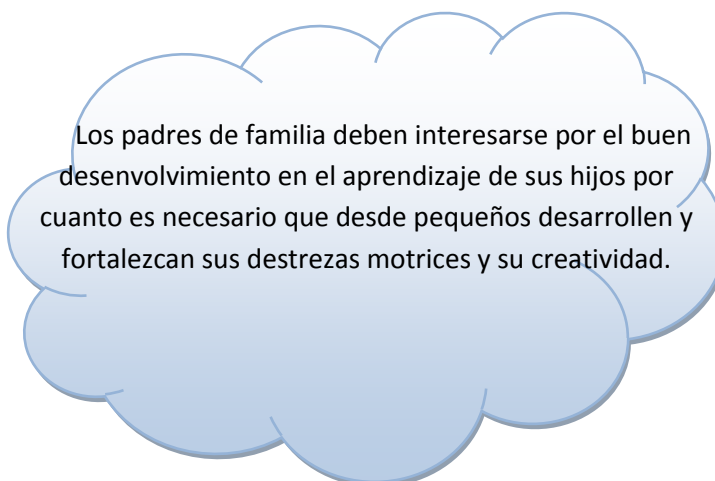 Los padres de familia deben interesarse por el buen
desenvolvimiento en el aprendizaje de sus hijos por
cuanto es necesario que desde pequeños desarrollen y
fortalezcan sus destrezas motrices y su creatividad.